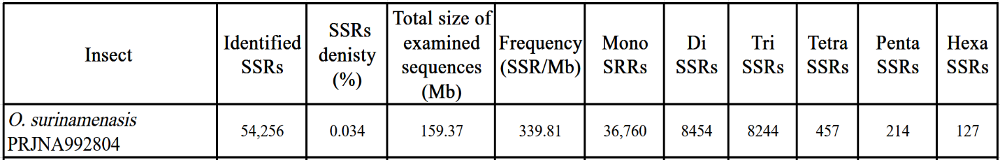 Insect
Identified
SSRs
SSRs
denisty
(%)
Total size of
examined
sequences
(Mb)
Frequency
(SSR/Mb)
Mono
SRRs
Di
SSRs
Tri
SSRs
Tetra
SSRs
Penta
SSRs
Hexa
SSRs
O. surinamenasis
PRJNA992804
54,256
0.034
159.37
339.81
36,760
8454
8244
457
214
127